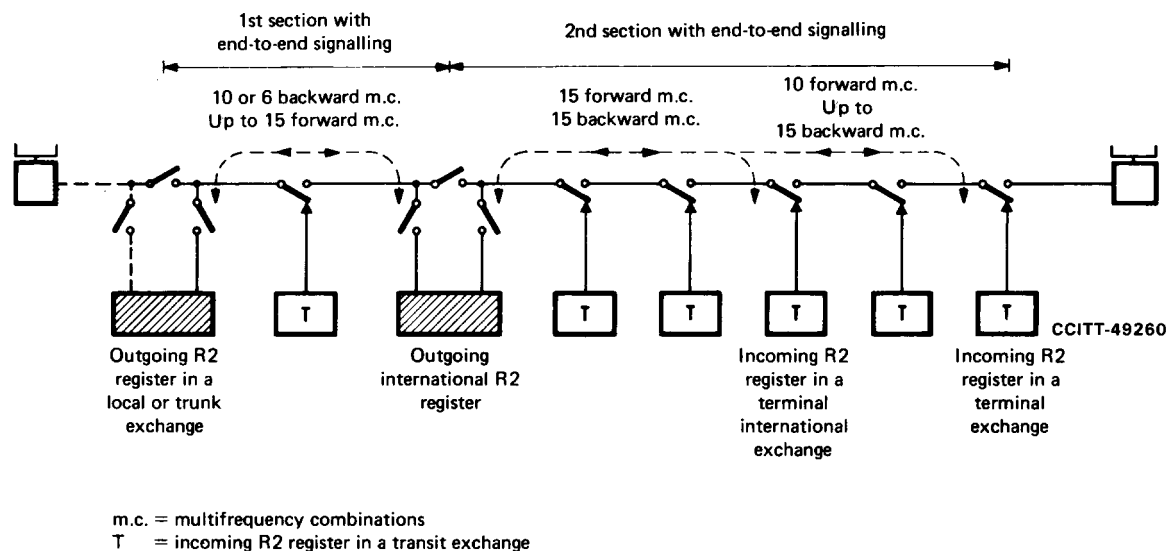 1st section with
end-to-end signalling
2nd section with end-to-end signalling
10 or 6 backward m.c.
Up to 15 forward m.c.
15 forward m.c.
15 backward m.c.
10 forward m.c.
Up to
15 backward m.c.
T
T
T
T
T
T
CCITT-49260
Outgoing R2
register in a
local or trunk
exchange
Outgoing
international R2
register
Incoming R2
register in a
terminal
international
exchange
Incoming R2
register in a
terminal
exchange
m.c. = multifrequency combinations
T = incoming R2 register in a transit exchange